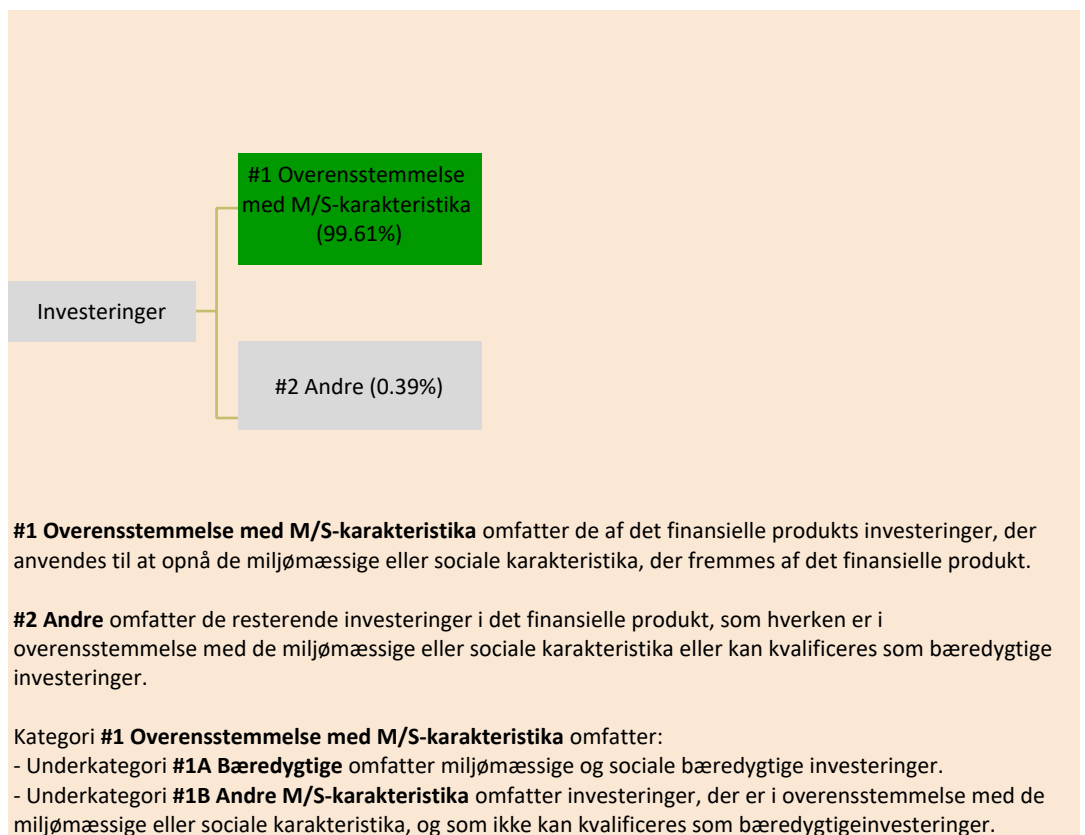 #1 Overensstemmelse
med M/S-karakteristika
(99.61%)
Investeringer
#2 Andre (0.39%)
#1 Overensstemmelse med M/S-karakteristika omfatter de af det finansielle produkts investeringer, der
anvendes til at opnå de miljømæssige eller sociale karakteristika, der fremmes af det finansielle produkt.
#2 Andre omfatter de resterende investeringer i det finansielle produkt, som hverken er i
overensstemmelse med de miljømæssige eller sociale karakteristika eller kan kvalificeres som bæredygtige
investeringer.
Kategori #1 Overensstemmelse med M/S-karakteristika omfatter:
- Underkategori #1A Bæredygtige omfatter miljømæssige og sociale bæredygtige investeringer.
- Underkategori #1B Andre M/S-karakteristika omfatter investeringer, der er i overensstemmelse med de
miljømæssige eller sociale karakteristika, og som ikke kan kvalificeres som bæredygtigeinvesteringer.